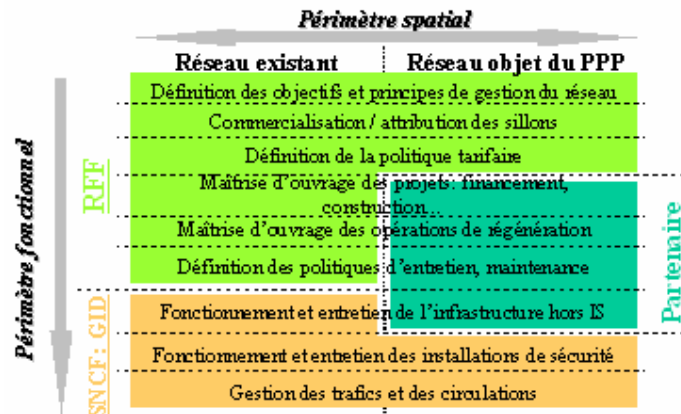 Périmètre spatial
Réseau existant
Réseau objet du PPP
Périmètre fonctionnel
RFF
Définition des objectifs et principes de gestion du réseau
Commercialisation / attribution des sillons
Définition de la politique tarifaire
Maîtrise d'ouvrage des projets: financement,
construction...
Maîtrise d'ouvrage des opérations de régénération
Définition des politiques d'entretien, maintenance
Partenaire
SNCF: GID
Fonctionnement et entretien de l'infrastructure hors IS
Fonctionnement et entretien des installations de sécurité
Gestion des trafics et des circulations